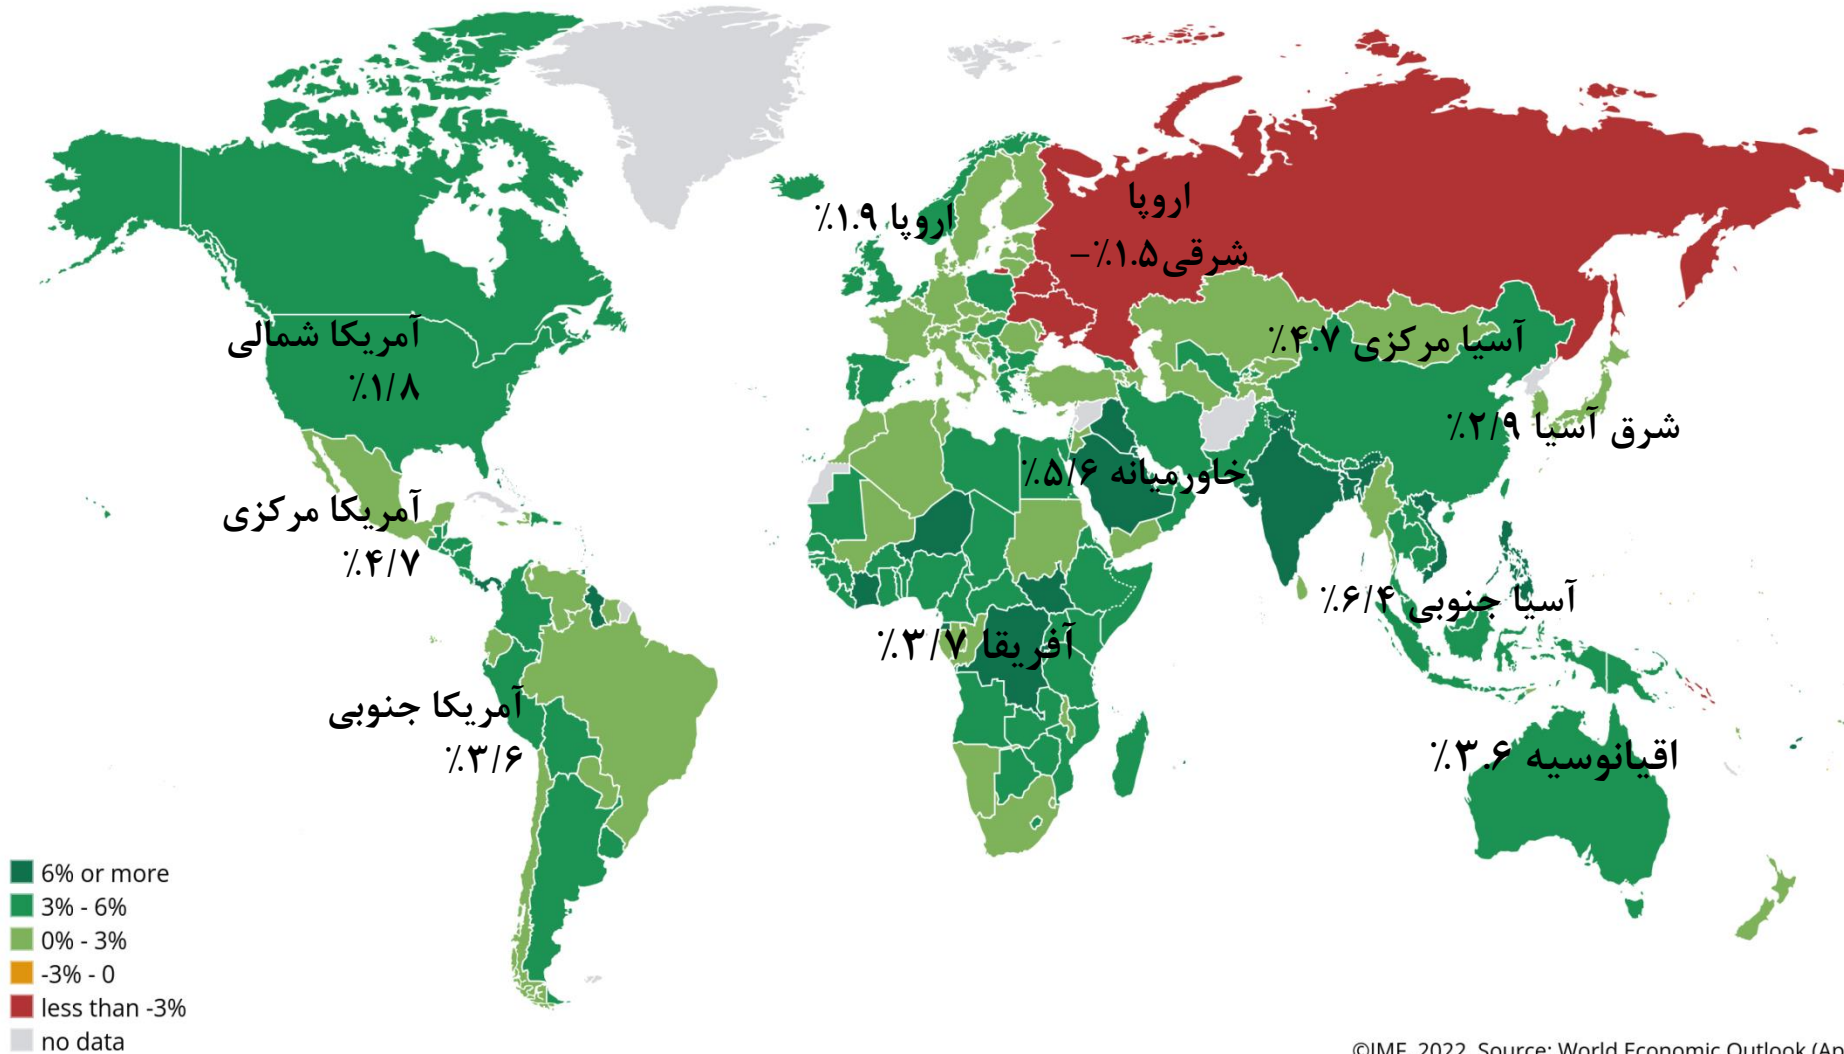 اروپا
شرقی۱.۵٪-
اروپا ۱.۹٪
آمریکا شمالی
۱/۸٪
آسیا مرکزی ۴.۷٪
شرق آسیا ۲/۹٪
خاورمیانه ۵/۶٪
آمریکا مرکزی
۴/۷٪
آسیا جنوبی ۶/۴٪
آفریقا ۳/۷٪
آمریکا جنوبی
۳/۶٪
اقیانوسیه ۳.۶٪
6% or more
3% - 6%
0% - 3%
-3% - 0
less than -3%
no data
©IMF, 2022, Source: World Economic Outlook (Ap